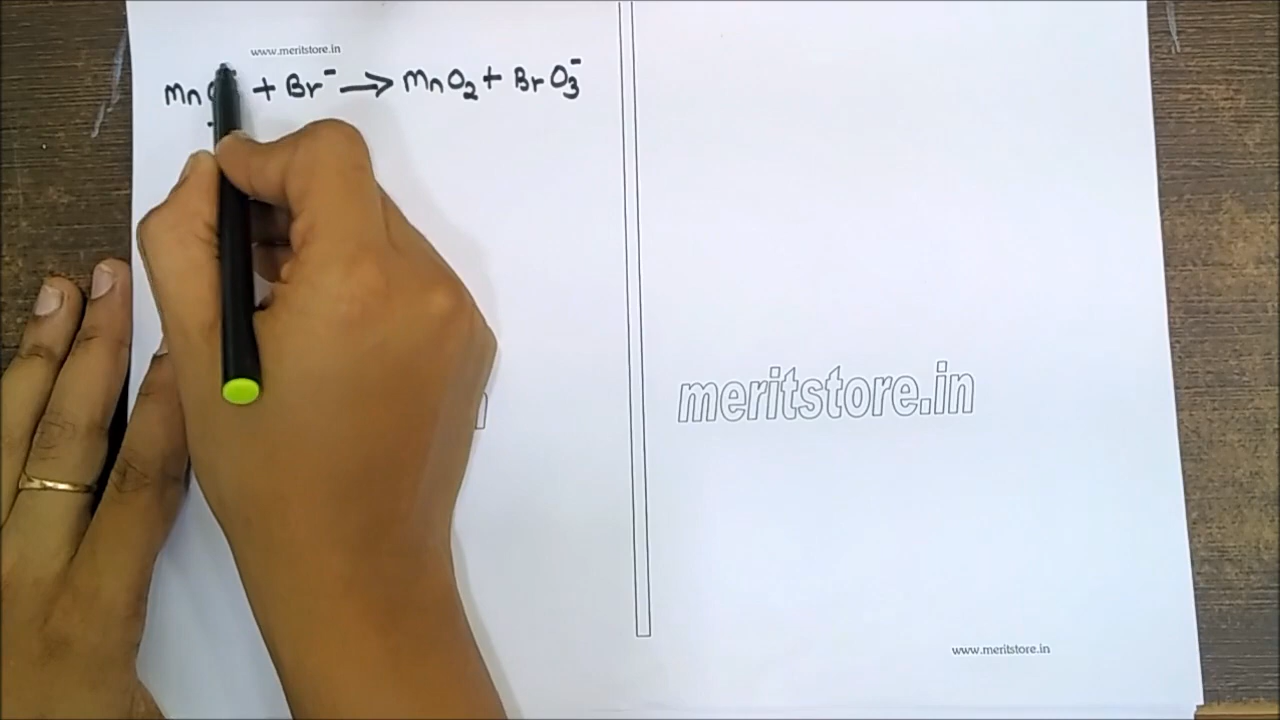 www.meritstore.in
Mn + Br⁻ → MnO₂ + BrO₃⁻
meritstore.in
www.meritstore.in